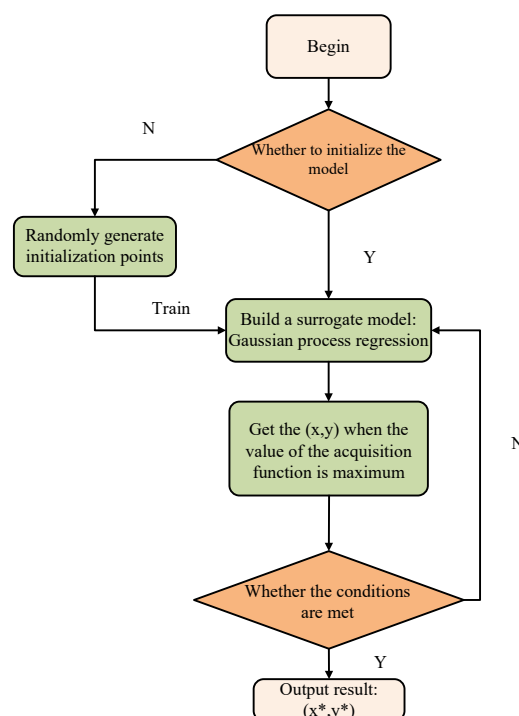 Begin
Whether to initialize the
model
N
Randomly generate
initialization points
Y
Train
Build a surrogate model:
Gaussian process regression
Get the (x,y) when the
value of the acquisition
function is maximum
N
Whether the conditions
are met
Y
Output result:
(x*,y*)